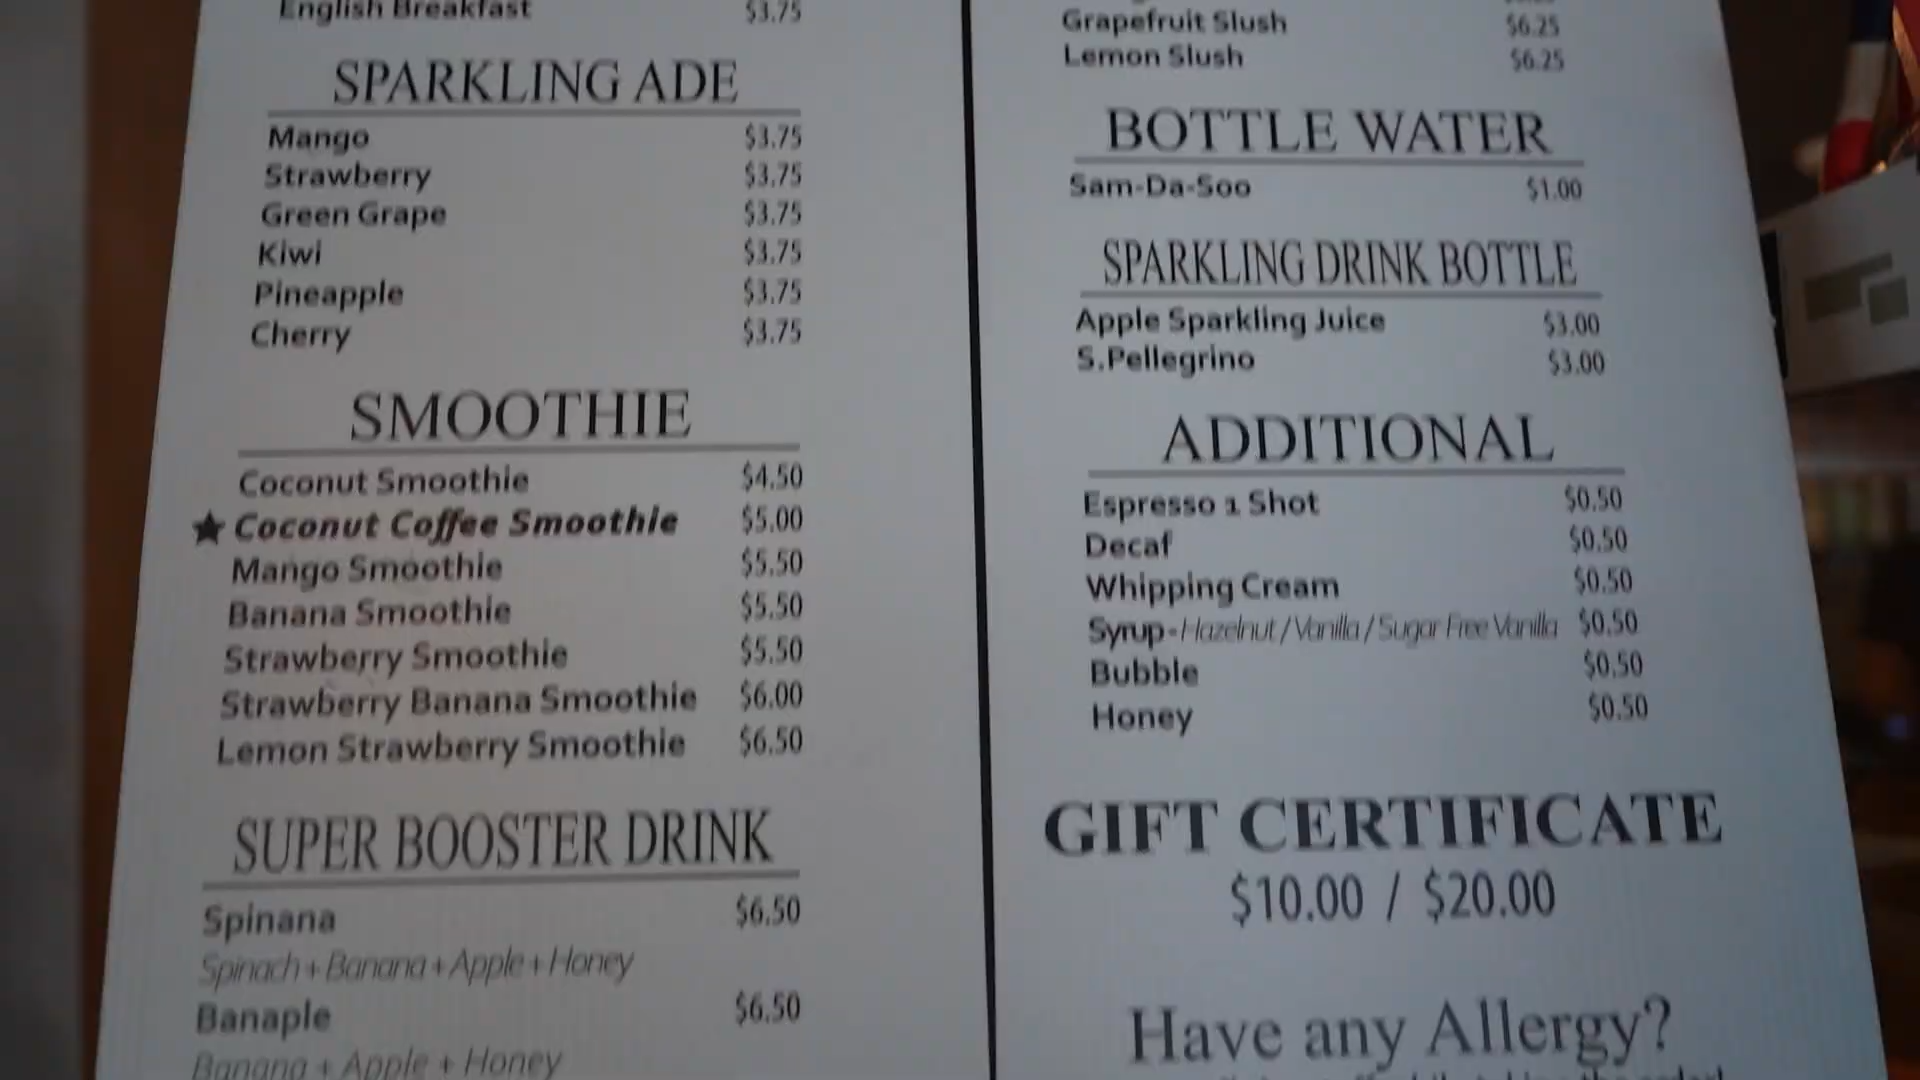 English Breakfast $3.75
SPARKLING ADE
Mango $3.75
Strawberry $3.75
Green Grape $3.75
Kiwi $3.75
Pineapple $3.75
Cherry $3.75
SMOOTHIE
Coconut Smoothie $4.50
★ Coconut Coffee Smoothie $5.00
Mango Smoothie $5.50
Banana Smoothie $5.50
Strawberry Smoothie $5.50
Strawberry Banana Smoothie $6.00
Lemon Strawberry Smoothie $6.50
SUPER BOOSTER DRINK
Spinana $6.50
Spinach + Banana + Apple + Honey
Banaple $6.50
Banana + Apple + Honey
Grapefruit Slush $6.25
Lemon Slush $6.25
BOTTLE WATER
Sam-Da-Soo $1.00
SPARKLING DRINK BOTTLE
Apple Sparkling Juice $3.00
S.Pellegrino $3.00
ADDITIONAL
Espresso 1 Shot $0.50
Decaf $0.50
Whipping Cream $0.50
Syrup - Hazelnut / Vanilla / Sugar Free Vanilla $0.50
Bubble $0.50
Honey $0.50
GIFT CERTIFICATE
$10.00 / $20.00
Have any Allergy?